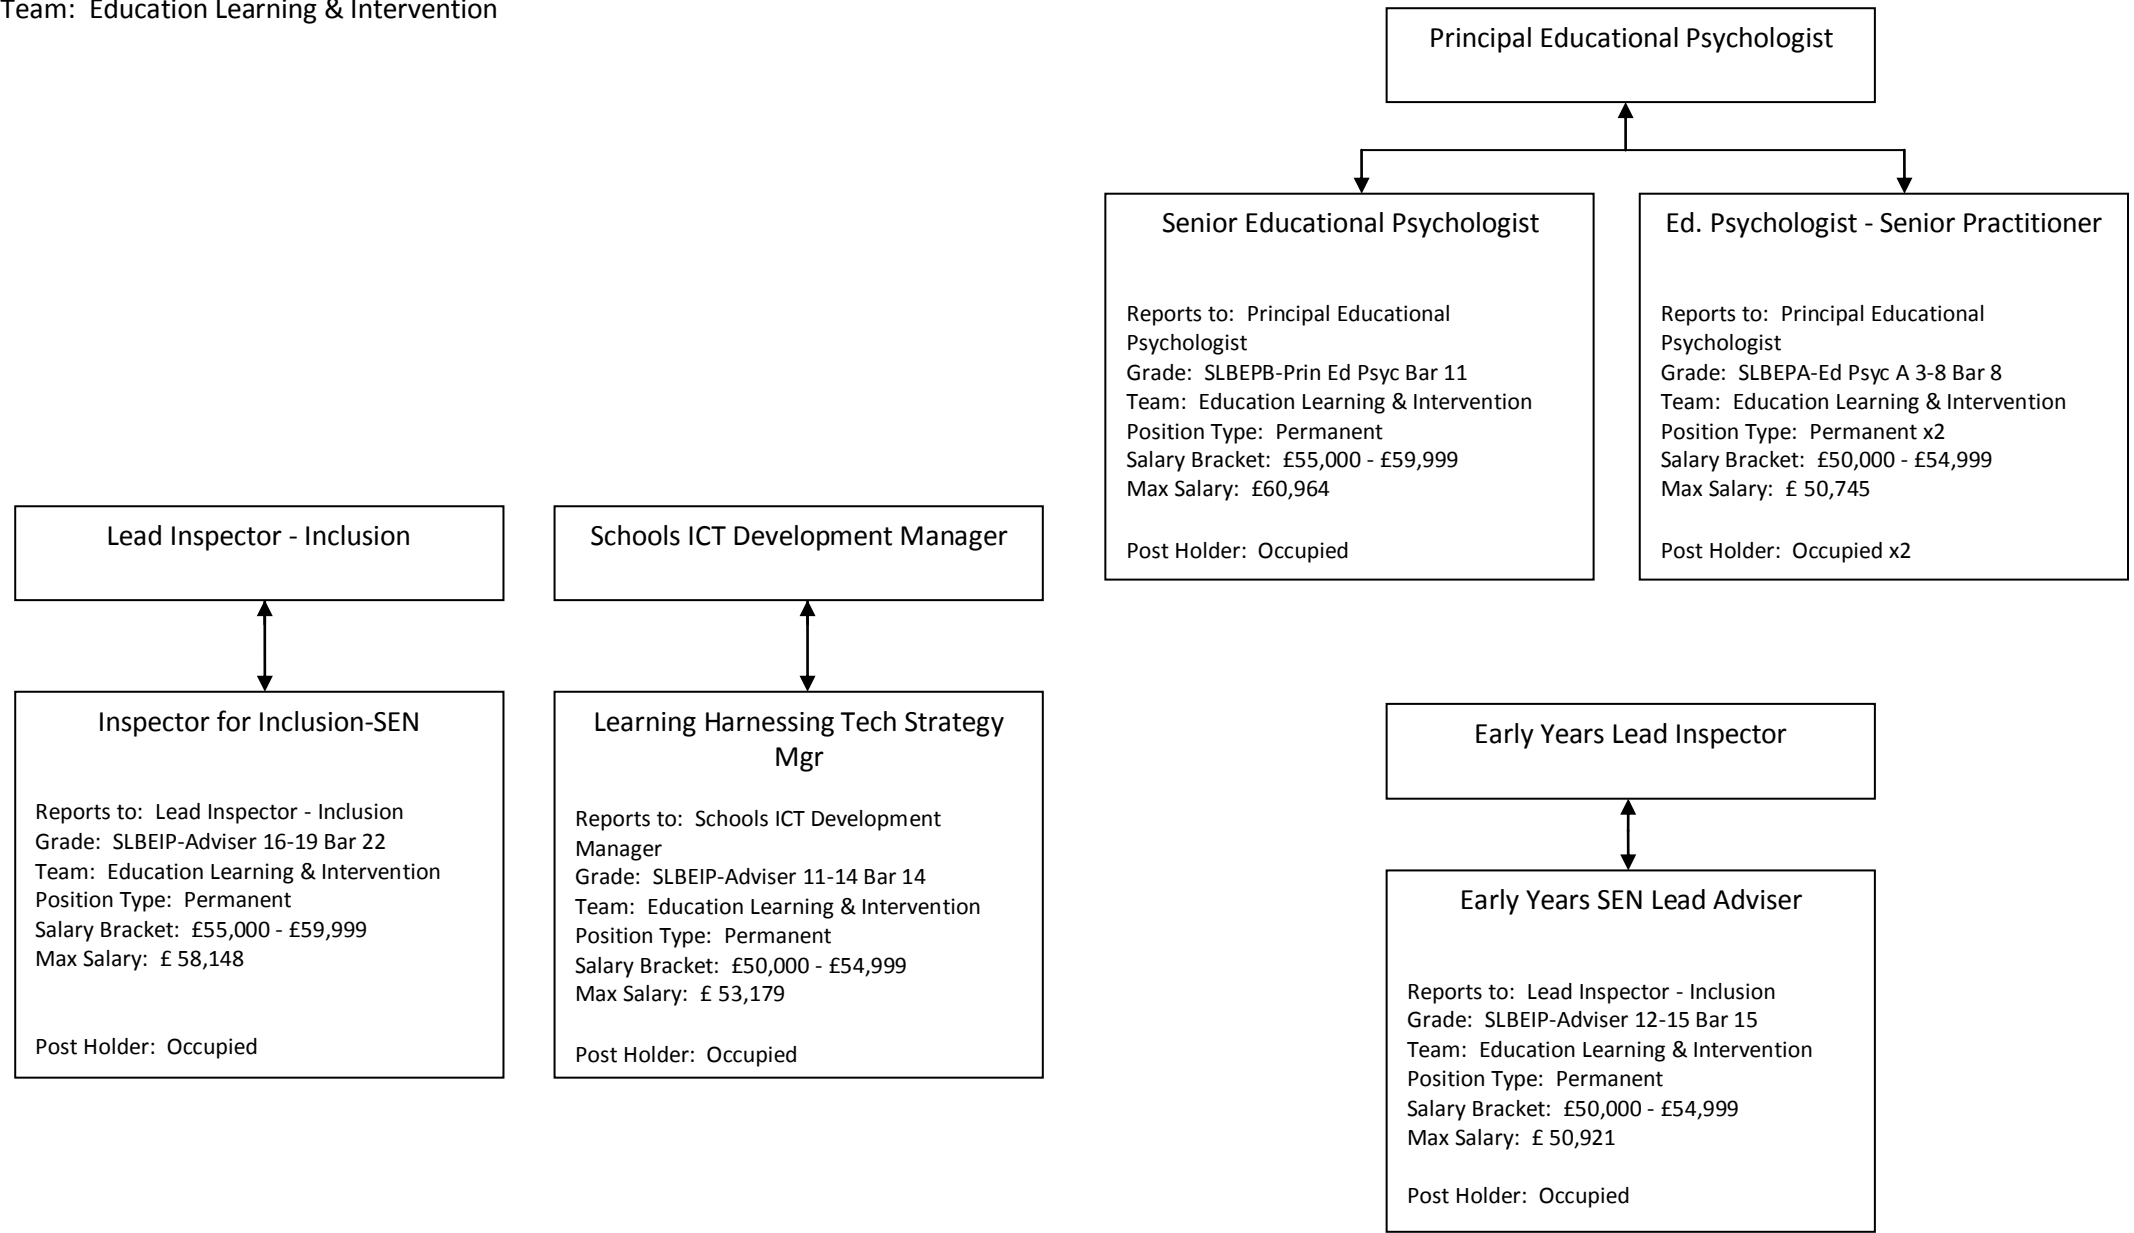 Team:  Education Learning & Intervention
Principal Educational Psychologist
Senior Educational Psychologist
Reports to:  Principal Educational
Psychologist
Grade:  SLBEPB-Prin Ed Psyc Bar 11
Team:  Education Learning & Intervention
Position Type:  Permanent
Salary Bracket:  £55,000 - £59,999
Max Salary:  £60,964
Post Holder:  Occupied
Ed. Psychologist - Senior Practitioner
Reports to:  Principal Educational
Psychologist
Grade:  SLBEPA-Ed Psyc A 3-8 Bar 8
Team:  Education Learning & Intervention
Position Type:  Permanent x2
Salary Bracket:  £50,000 - £54,999
Max Salary:  £ 50,745
Post Holder:  Occupied x2
Lead Inspector - Inclusion
Inspector for Inclusion-SEN
Reports to:  Lead Inspector - Inclusion
Grade:  SLBEIP-Adviser 16-19 Bar 22
Team:  Education Learning & Intervention
Position Type:  Permanent
Salary Bracket:  £55,000 - £59,999
Max Salary:  £ 58,148
Post Holder:  Occupied
Schools ICT Development Manager
Learning Harnessing Tech Strategy
Mgr
Reports to:  Schools ICT Development
Manager
Grade:  SLBEIP-Adviser 11-14 Bar 14
Team:  Education Learning & Intervention
Position Type:  Permanent
Salary Bracket:  £50,000 - £54,999
Max Salary:  £ 53,179
Post Holder:  Occupied
Early Years Lead Inspector
Early Years SEN Lead Adviser
Reports to:  Lead Inspector - Inclusion
Grade:  SLBEIP-Adviser 12-15 Bar 15
Team:  Education Learning & Intervention
Position Type:  Permanent
Salary Bracket:  £50,000 - £54,999
Max Salary:  £ 50,921
Post Holder:  Occupied